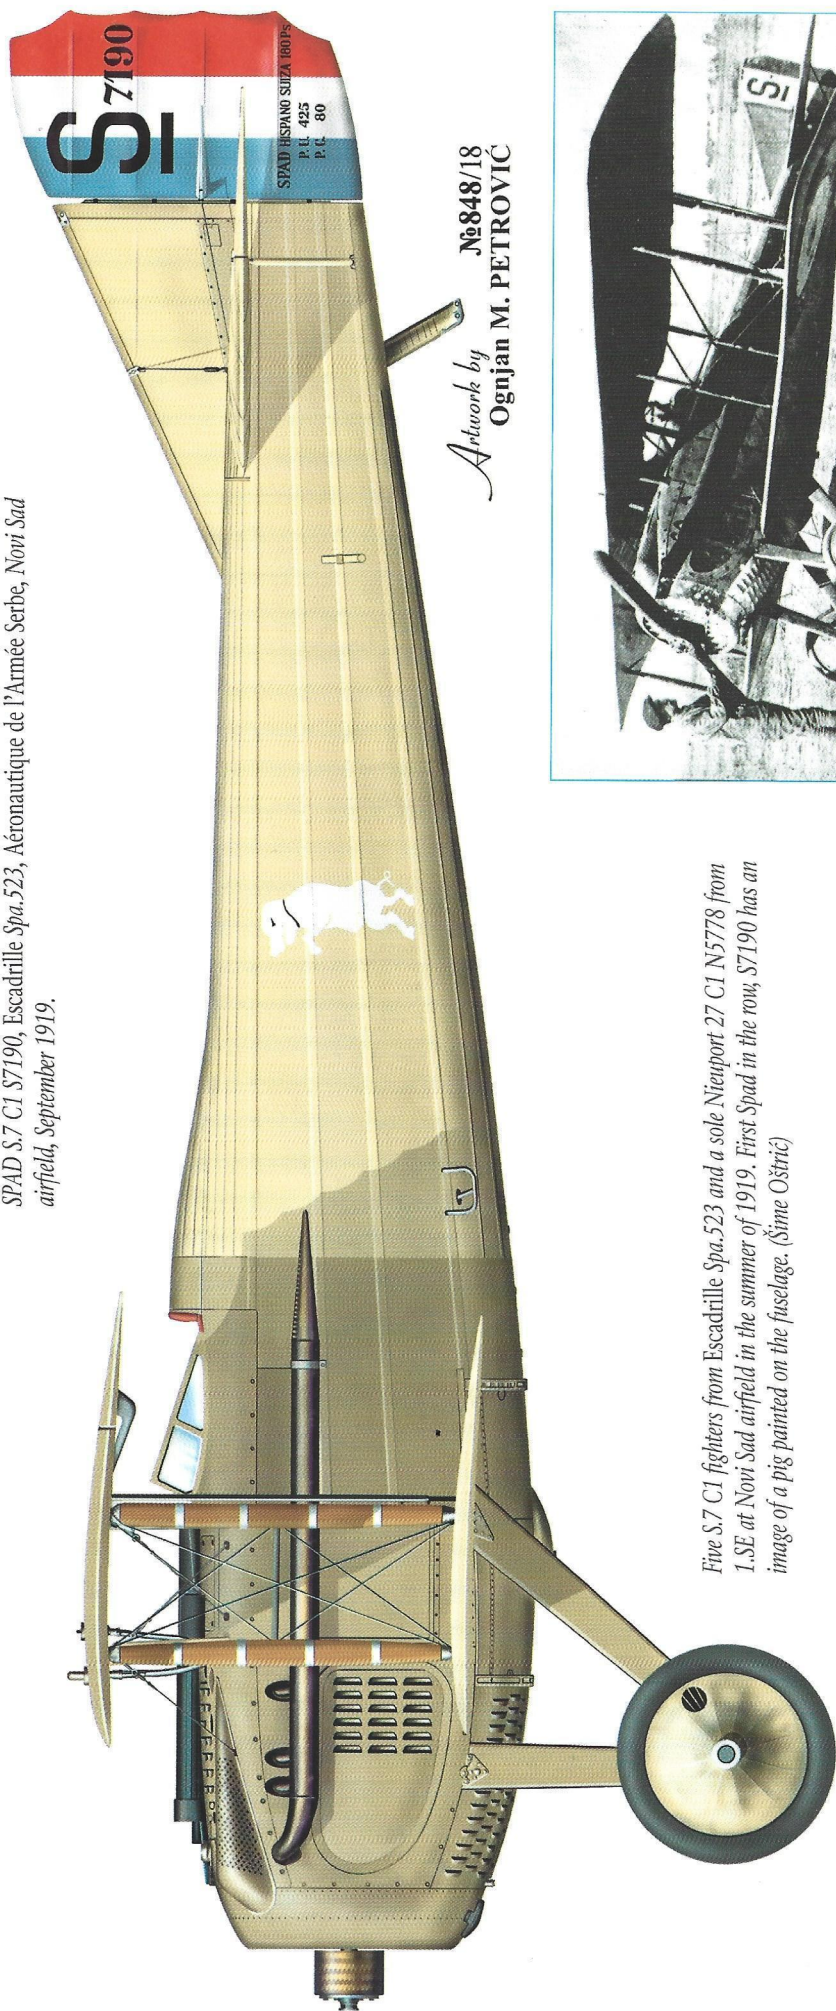 SPAD S.7 C1 S7190, Escadrille Spa.523, Aéronautique de l'Armée Serbe, Novi Sad
airfield, September 1919.
S 7190
SPAD HISPANO SUIZA 180Ps
P.U. 425
P.C. 80
№848/18
Artwork by
Ognjan M. PETROVIĆ
S
Five S.7 C1 fighters from Escadrille Spa.523 and a sole Nieuport 27 C1 N5778 from
1.SE at Novi Sad airfield in the summer of 1919. First Spad in the row, S7190 has an
image of a pig painted on the fuselage. (Šime Oštrić)